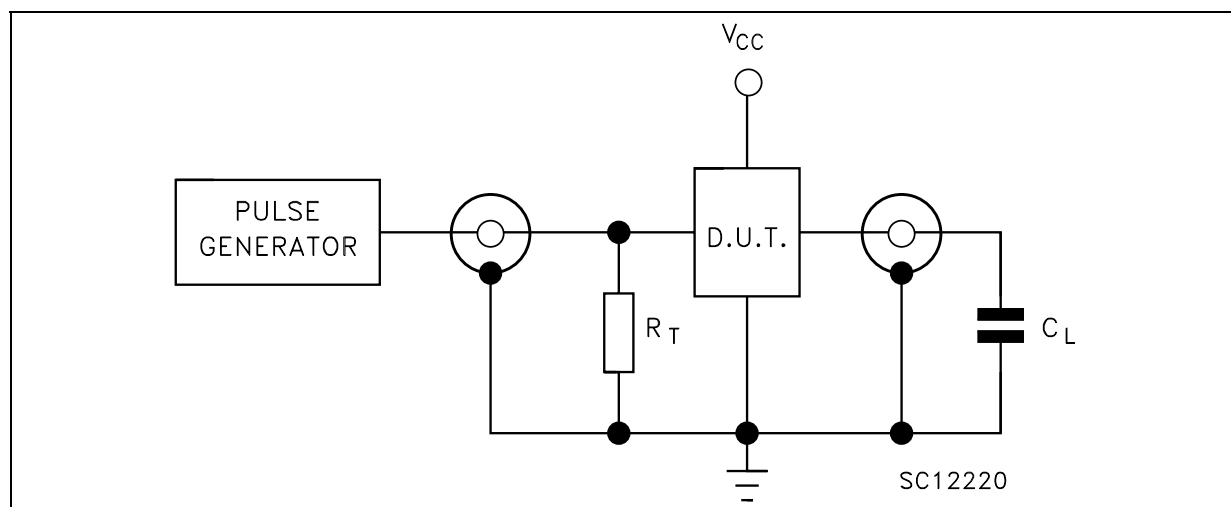 VCC
PULSE
GENERATOR
D.U.T.
RT
CL
SC12220